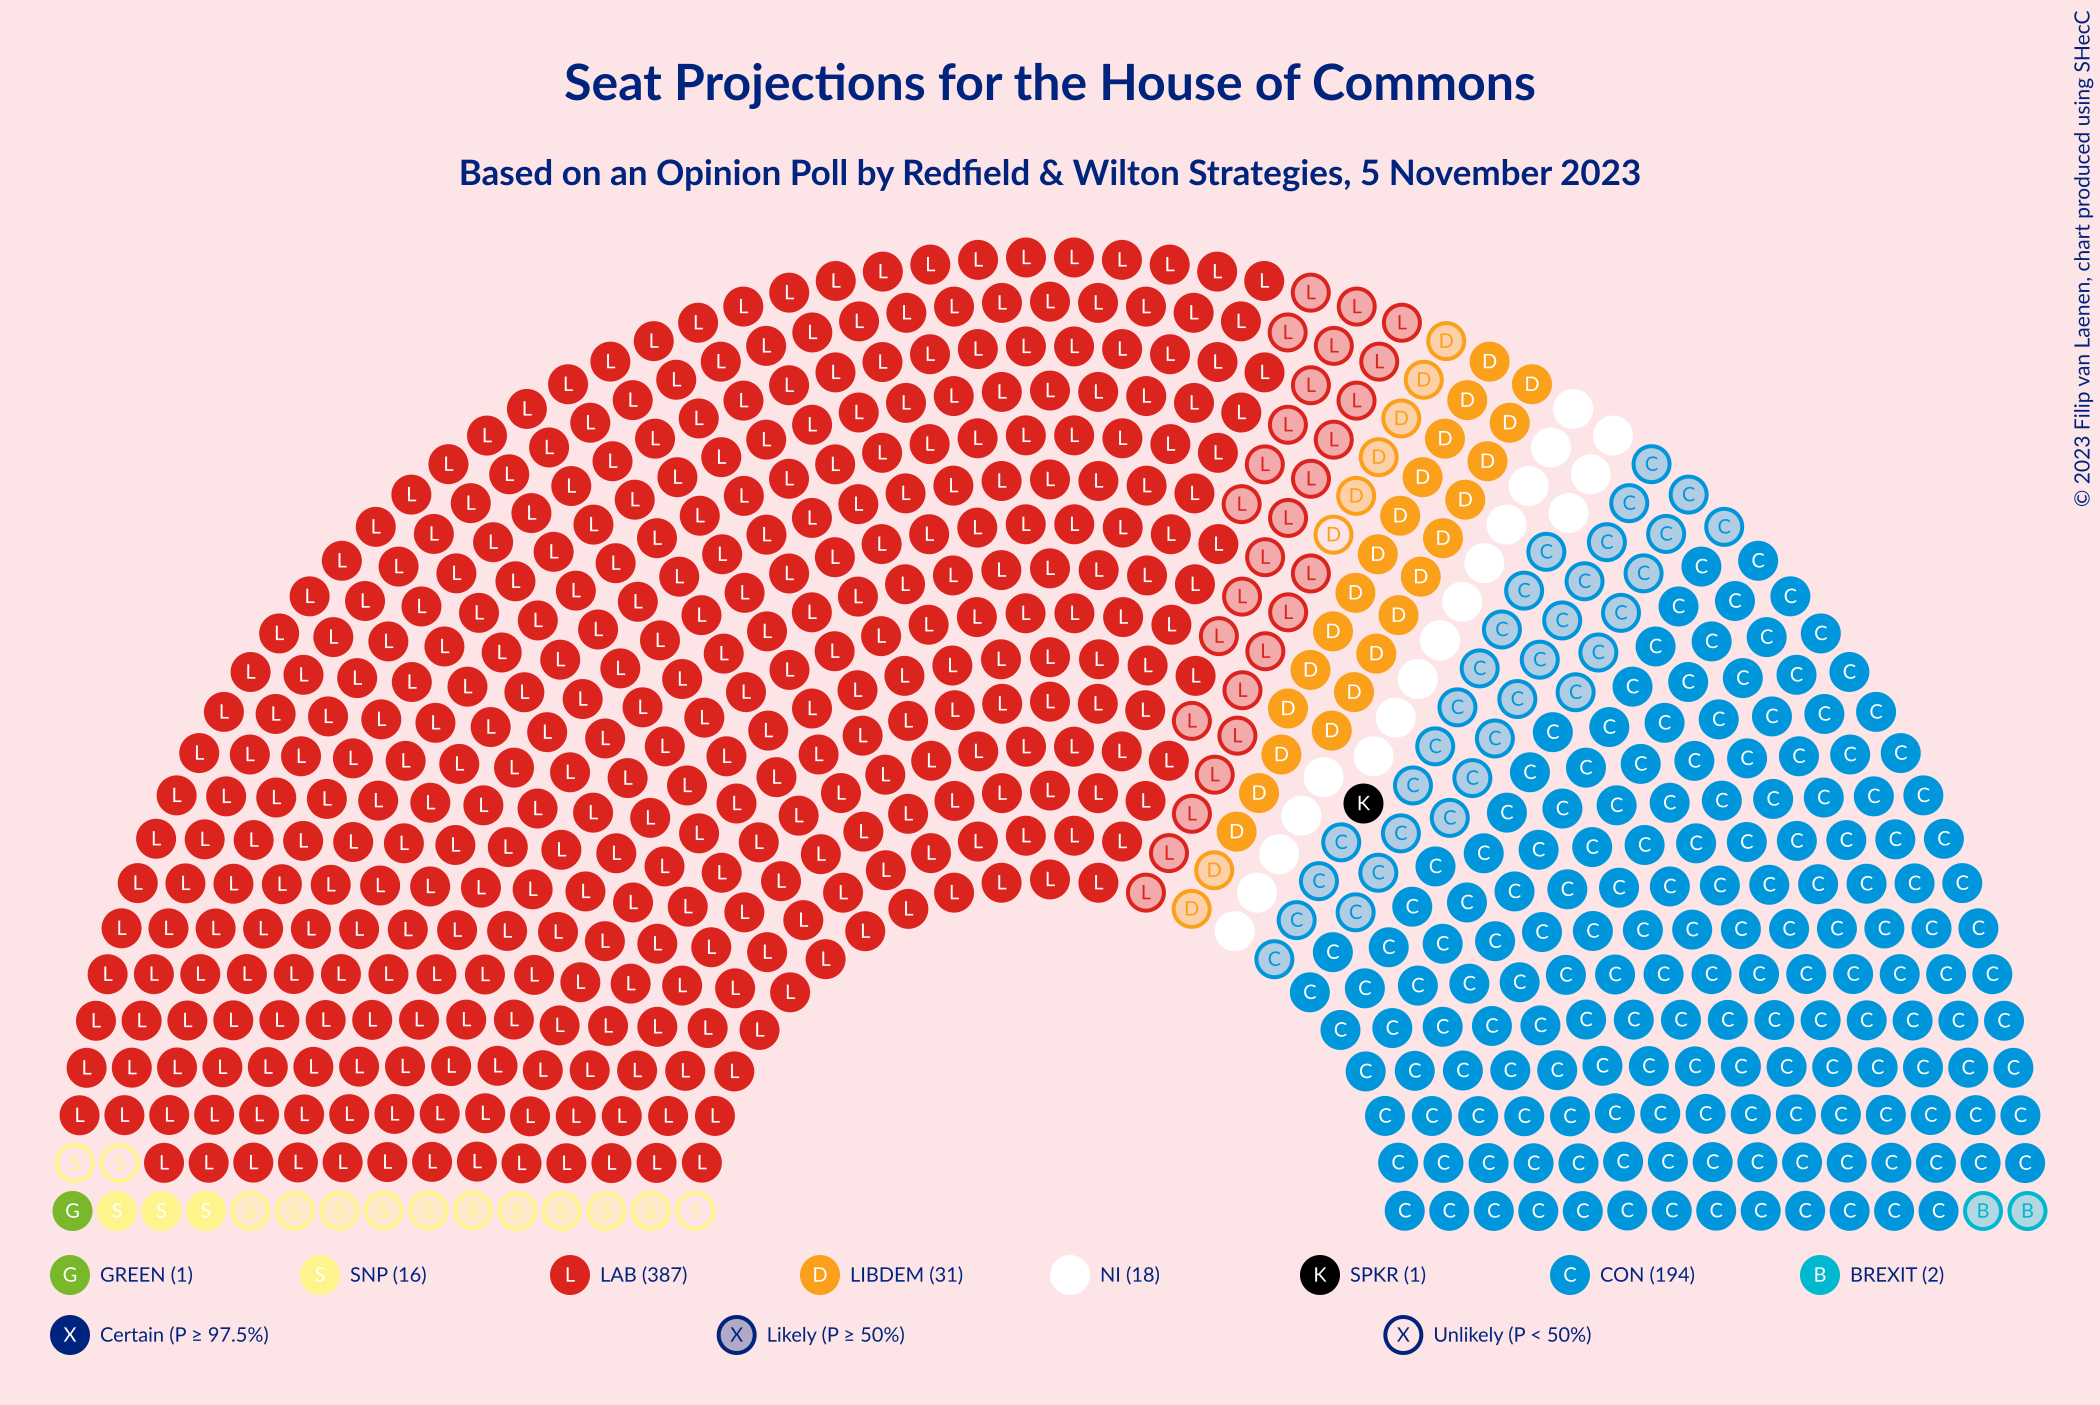 Seat Projections for the House of Commons
Based on an Opinion Poll by Redfield & Wilton Strategies, 5 November 2023
© 2023 Filip van Laenen, chart produced using SHecC
G GREEN (1) S SNP (16) L LAB (387) D LIBDEM (31) NI (18) K SPKR (1) C CON (194) B BREXIT (2)
X Certain (P ≥ 97.5%) X Likely (P ≥ 50%) X Unlikely (P < 50%)